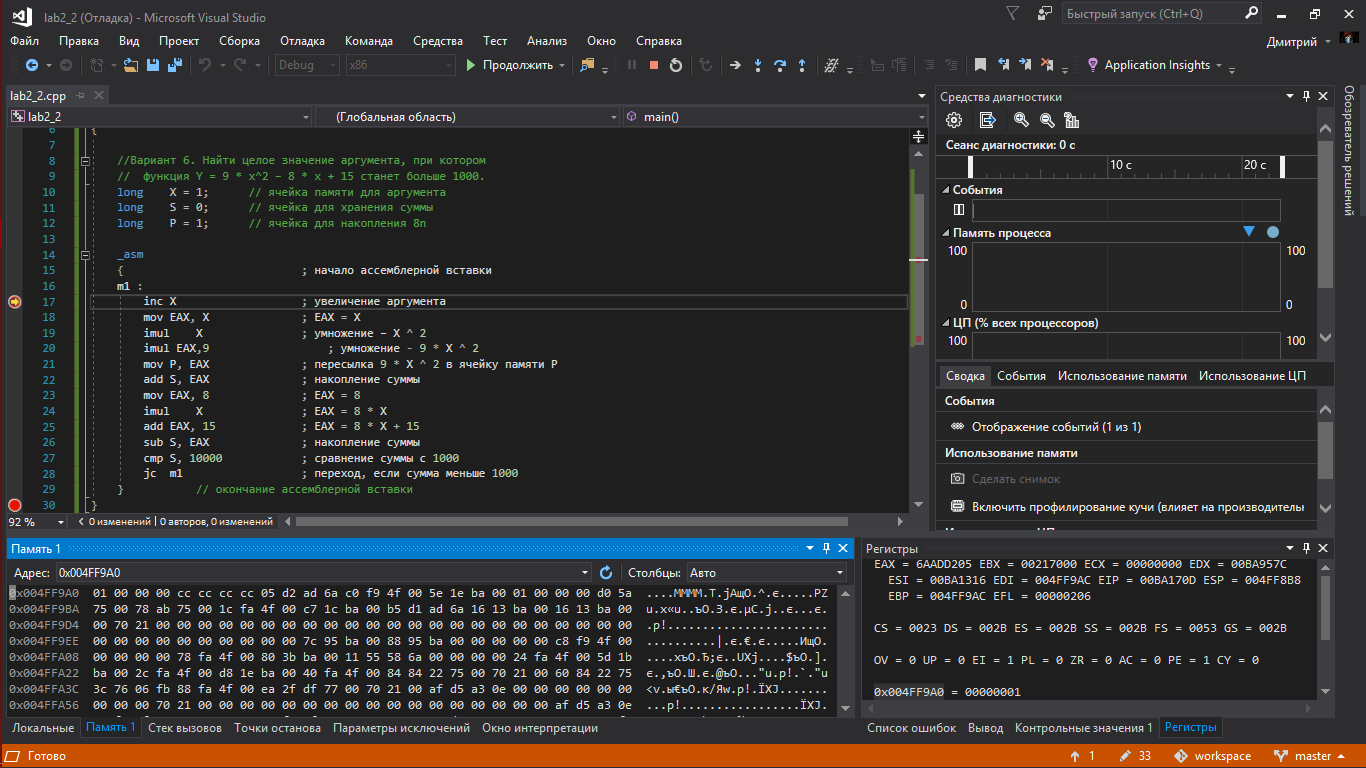 lab2_2 (Отладка) - Microsoft Visual Studio
Быстрый запуск (Ctrl+Q)
Файл Правка Вид Проект Сборка Отладка Команда Средства Тест Анализ Окно Справка
Дмитрий
Debug x86 Продолжить Application Insights
lab2_2.cpp
lab2_2 (Глобальная область) main()
6 {
7
8 //Вариант 6. Найти целое значение аргумента, при котором
9 // функция Y = 9 * x^2 - 8 * x + 15 станет больше 1000.
10 long X = 1; // ячейка памяти для аргумента
11 long S = 0; // ячейка для хранения суммы
12 long P = 1; // ячейка для накопления 8n
13
14 _asm
15 { ; начало ассемблерной вставки
16 m1 :
17 inc X ; увеличение аргумента
18 mov EAX, X ; EAX = X
19 imul X ; умножение – X ^ 2
20 imul EAX,9 ; умножение - 9 * X ^ 2
21 mov P, EAX ; пересылка 9 * X ^ 2 в ячейку памяти P
22 add S, EAX ; накопление суммы
23 mov EAX, 8 ; EAX = 8
24 imul X ; EAX = 8 * X
25 add EAX, 15 ; EAX = 8 * X + 15
26 sub S, EAX ; накопление суммы
27 cmp S, 10000 ; сравнение суммы с 1000
28 jc m1 ; переход, если сумма меньше 1000
29 } // окончание ассемблерной вставки
30 }
92 % 0 изменений | 0 авторов, 0 изменений
Средства диагностики
Сеанс диагностики: 0 с
10 с 20 с
События
Память процесса
100 100
0 0
ЦП (% всех процессоров)
100 100
Сводка События Использование памяти Использование ЦП
События
Отображение событий (1 из 1)
Использование памяти
Сделать снимок
Включить профилирование кучи (влияет на производитель
Обозреватель решений
Память 1
Адрес: 0x004FF9A0 Столбцы: Авто
0x004FF9A0 01 00 00 00 cc cc cc cc 05 d2 ad 6a c0 f9 4f 00 5e 1e ba 00 01 00 00 00 d0 5a ....ММММ.Т.jАщO.^.є.....РZ
0x004FF9BA 75 00 78 ab 75 00 1c fa 4f 00 c7 1c ba 00 b5 d1 ad 6a 16 13 ba 00 16 13 ba 00 u.x«u..ъO.З.є.µС.j..є...є.
0x004FF9D4 00 70 21 00 00 00 00 00 00 00 00 00 00 00 00 00 00 00 00 00 00 00 00 00 00 00 .p!.......................
0x004FF9EE 00 00 00 00 00 00 00 00 00 00 7c 95 ba 00 88 95 ba 00 00 00 00 00 c8 f9 4f 00 ..........|.є.€.є.....ИщO.
0x004FFA08 00 00 00 00 78 fa 4f 00 80 3b ba 00 11 55 58 6a 00 00 00 00 24 fa 4f 00 5d 1b ....xъO.Ђ;є..UXj....$ъO.].
0x004FFA22 ba 00 2c fa 4f 00 d8 1e ba 00 40 fa 4f 00 84 84 22 75 00 70 21 00 60 84 22 75 є.,ъO.Ш.є.@ъO..."u.p!.`."u
0x004FFA3C 3c 76 06 fb 88 fa 4f 00 ea 2f df 77 00 70 21 00 af d5 a3 0e 00 00 00 00 00 00 <v.ы€ъO.к/Яw.p!.ЇХJ.......
0x004FFA56 00 00 00 70 21 00 00 00 00 00 00 00 00 00 00 00 00 00 00 00 00 00 af d5 a3 0e ...p!.................ЇХJ.
Локальные Память 1 Стек вызовов Точки останова Параметры исключений Окно интерпретации
Регистры
EAX = 6AADD205 EBX = 00217000 ECX = 00000000 EDX = 00BA957C
ESI = 00BA1316 EDI = 004FF9AC EIP = 00BA170D ESP = 004FF8B8
EBP = 004FF9AC EFL = 00000206
CS = 0023 DS = 002B ES = 002B SS = 002B FS = 0053 GS = 002B
OV = 0 UP = 0 EI = 1 PL = 0 ZR = 0 AC = 0 PE = 1 CY = 0
0x004FF9A0 = 00000001
Список ошибок Вывод Контрольные значения 1 Регистры
Готово 1 33 workspace master